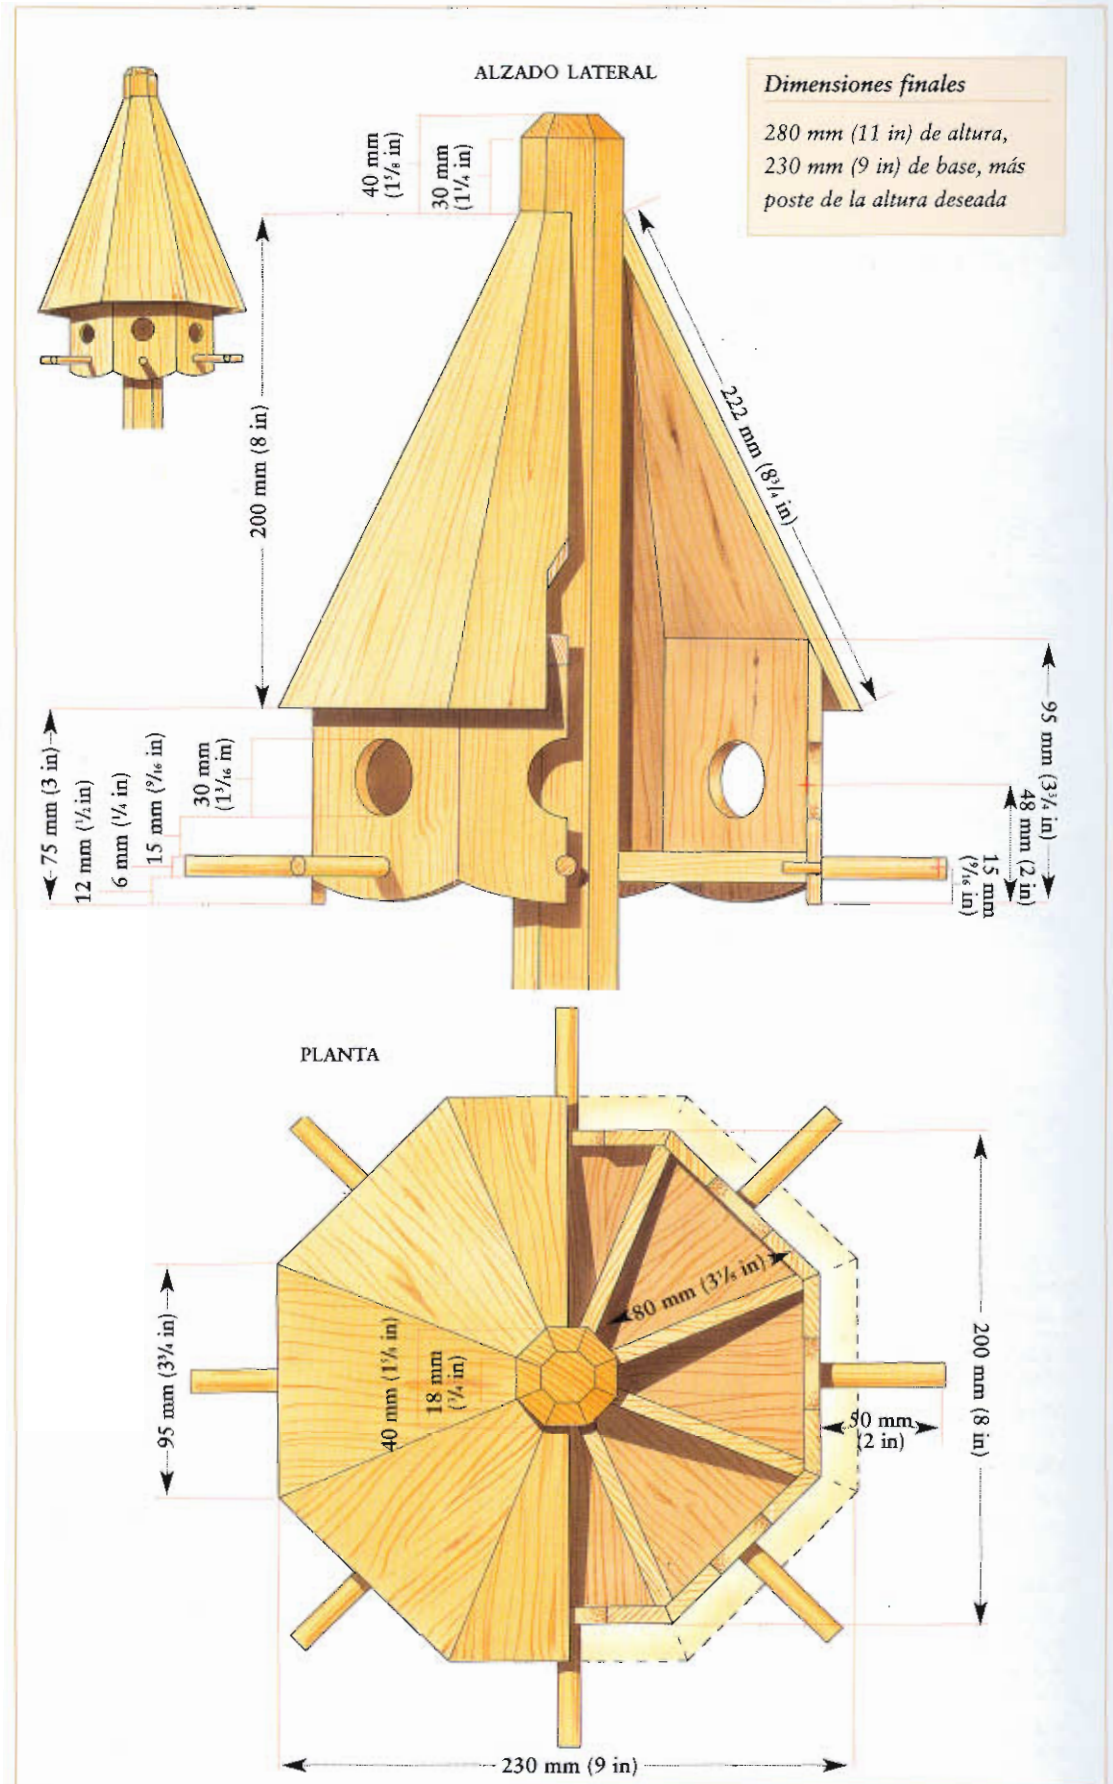 ALZADO LATERAL
Dimensiones finales
280 mm (11 in) de altura,
230 mm (9 in) de base, más
poste de la altura deseada
40 mm
(1⅝ in)
30 mm
(1¼ in)
200 mm (8 in)
222 mm (8¾ in)
75 mm (3 in)
12 mm (½ in)
6 mm (¼ in)
15 mm (⁹⁄₁₆ in)
30 mm
(1³⁄₁₆ in)
95 mm (3¾ in)
48 mm (2 in)
15 mm
(⁹⁄₁₆ in)
PLANTA
95 mm (3¾ in)
40 mm
18 mm
(¾ in)
80 mm (3⅛ in)
50 mm
(2 in)
200 mm (8 in)
230 mm (9 in)